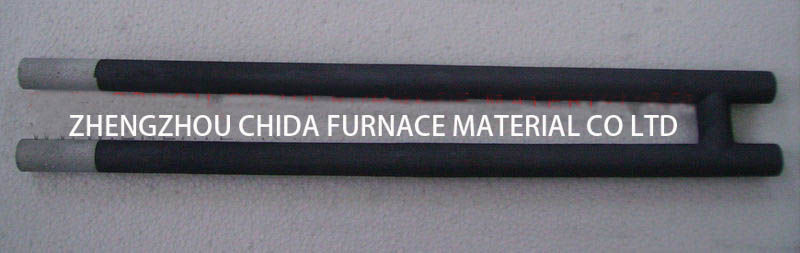 ZHENGZHOU CHIDA FURNACE MATERIAL CO LTD